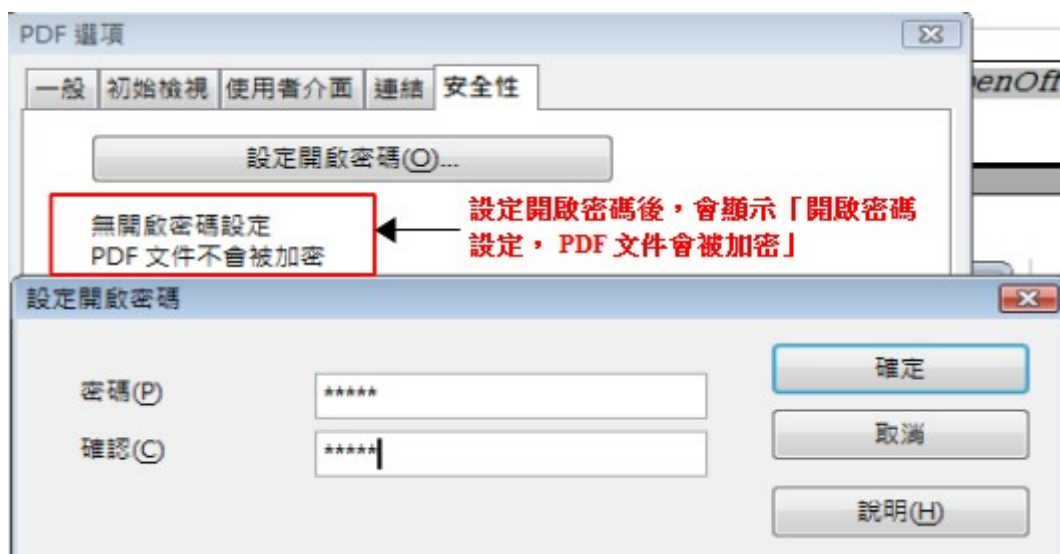 PDF 選項
一般 初始檢視 使用者介面 連結 安全性
penOff
設定開啟密碼(O)...
無開啟密碼設定
PDF 文件不會被加密
設定開啟密碼後，會顯示「開啟密碼
設定， PDF 文件會被加密」
設定開啟密碼
密碼(P)
*****
確定
確認(C)
*****
取消
說明(H)